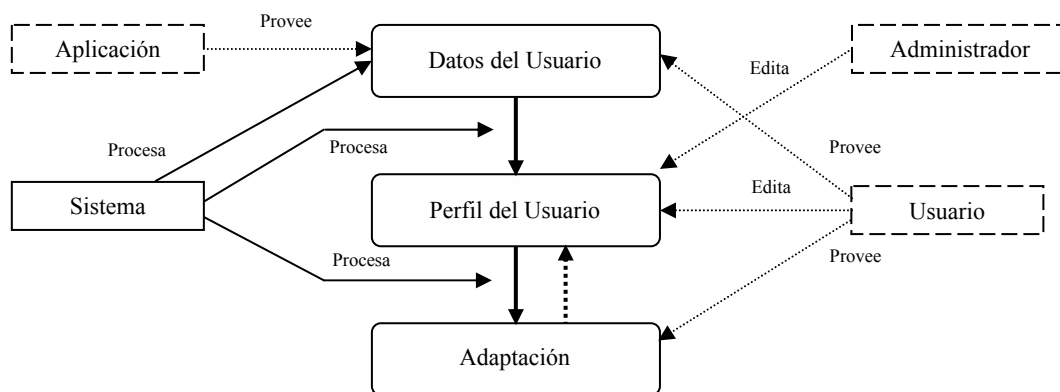 Provee
Aplicación
Datos del Usuario
Administrador
Edita
Procesa
Procesa
Provee
Sistema
Perfil del Usuario
Edita
Usuario
Procesa
Provee
Adaptación